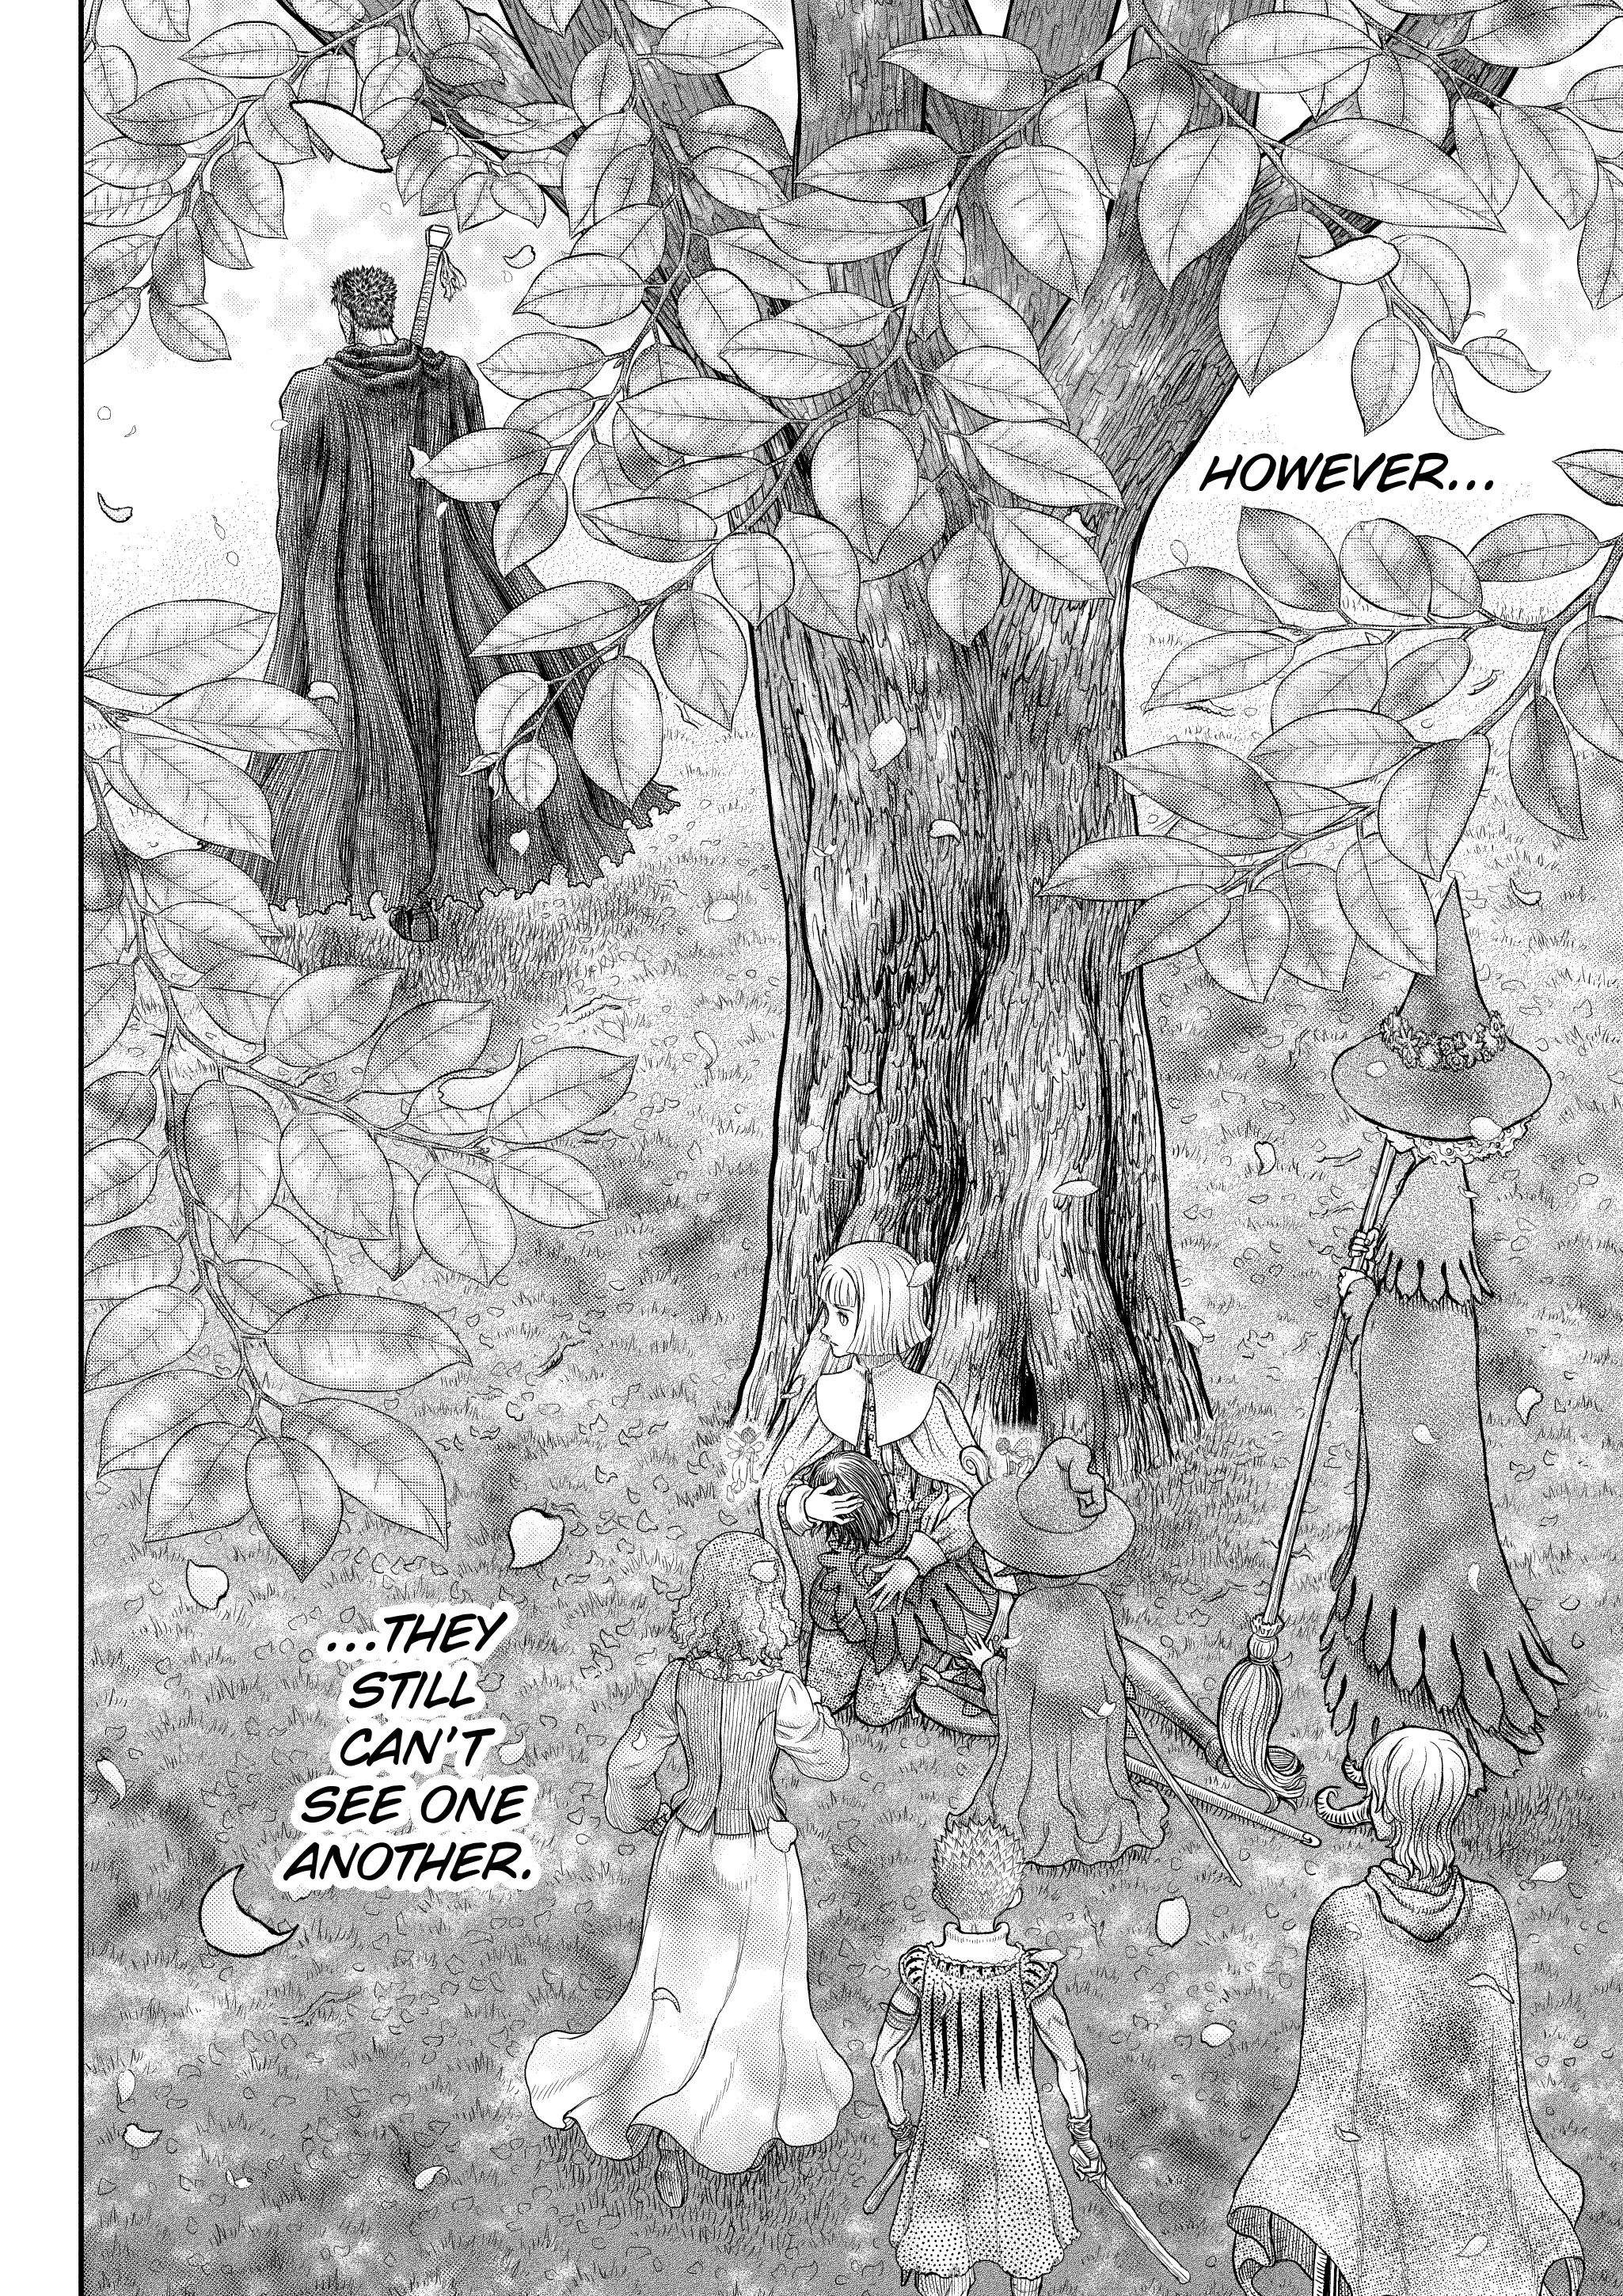 HOWEVER...
...THEY
STILL
CAN'T
SEE ONE
ANOTHER.